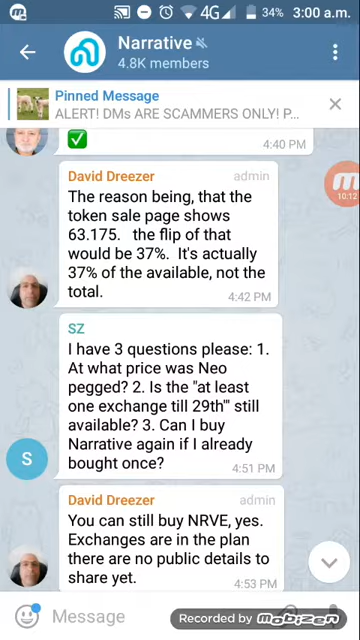 4G 34% 3:00 a.m.
Narrative
4.8K members
Pinned Message
ALERT! DMs ARE SCAMMERS ONLY! P...
4:40 PM
10:12
David Dreezer admin
The reason being, that the
token sale page shows
63.175. the flip of that
would be 37%. It's actually
37% of the available, not the
total.
4:42 PM
SZ
I have 3 questions please: 1.
At what price was Neo
pegged? 2. Is the "at least
one exchange till 29th'" still
available? 3. Can I buy
Narrative again if I already
bought once?
S
4:51 PM
David Dreezer admin
You can still buy NRVE, yes.
Exchanges are in the plan
there are no public details to
share yet.
4:53 PM
Message
Recorded by mobizen